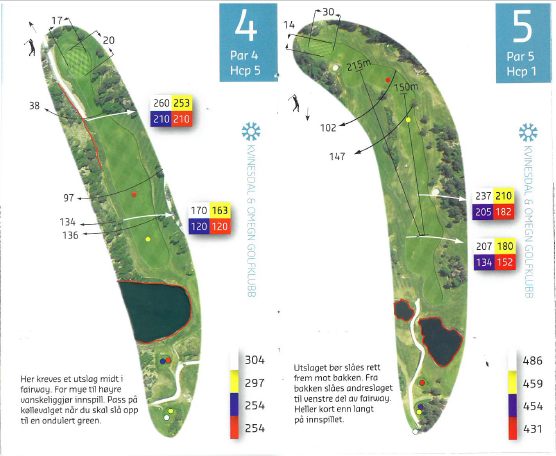 4
Par 4
Hcp 5
17
20
38
260 253
210 210
KVINESDAL & OMEGN GOLFKLUBB
97
134
136
170 163
120 120
Her kreves et utslag midt i
fairway. For mye til høyre
vanskeliggjør innspill. Pass på
køllevalget når du skal slå opp
til en ondulert green.
304
297
254
254
5
Par 5
Hcp 1
30
14
215m
150m
102
147
KVINESDAL & OMEGN GOLFKLUBB
237 210
205 182
207 180
134 152
Utslaget bør slåes rett
frem mot bakken. Fra
bakken slåes andreslaget
til venstre del av fairway.
Heller kort enn langt
på innspillet.
486
459
454
431